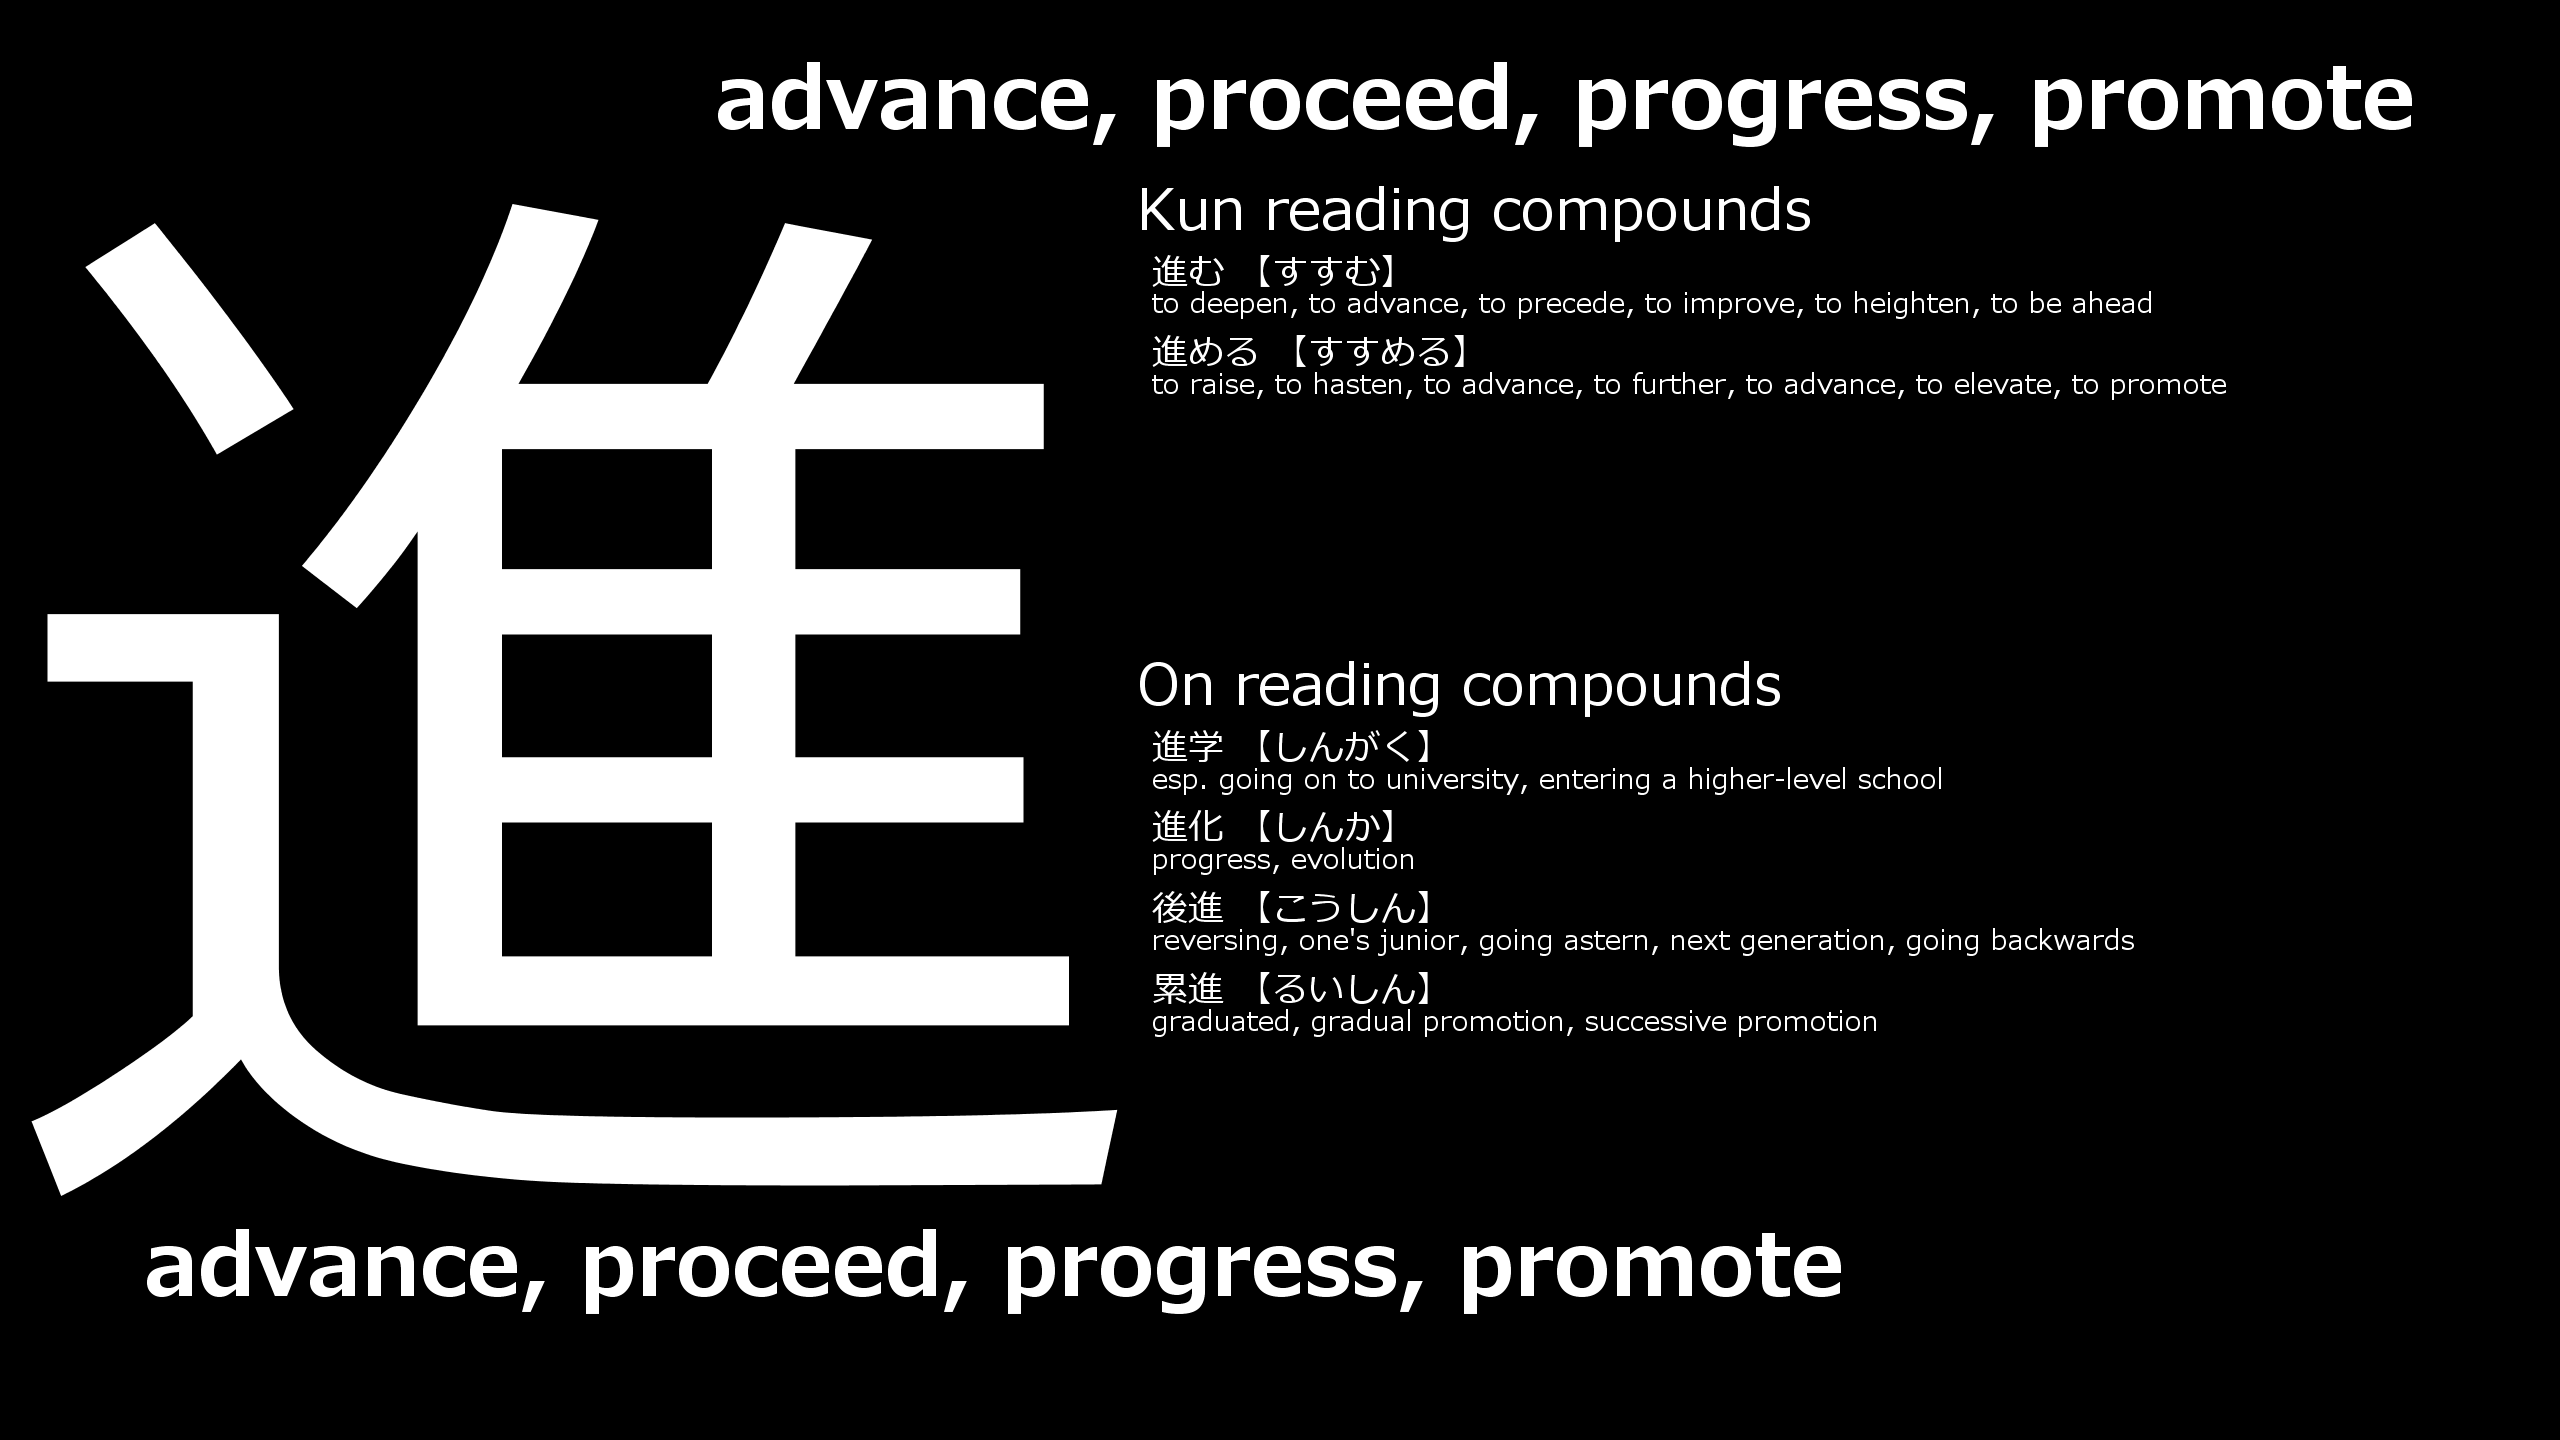 advance, proceed, progress, promote
進
Kun reading compounds
進む 【すすむ】
to deepen, to advance, to precede, to improve, to heighten, to be ahead
進める 【すすめる】
to raise, to hasten, to advance, to further, to advance, to elevate, to promote
On reading compounds
進学 【しんがく】
esp. going on to university, entering a higher-level school
進化 【しんか】
progress, evolution
後進 【こうしん】
reversing, one's junior, going astern, next generation, going backwards
累進 【るいしん】
graduated, gradual promotion, successive promotion
advance, proceed, progress, promote